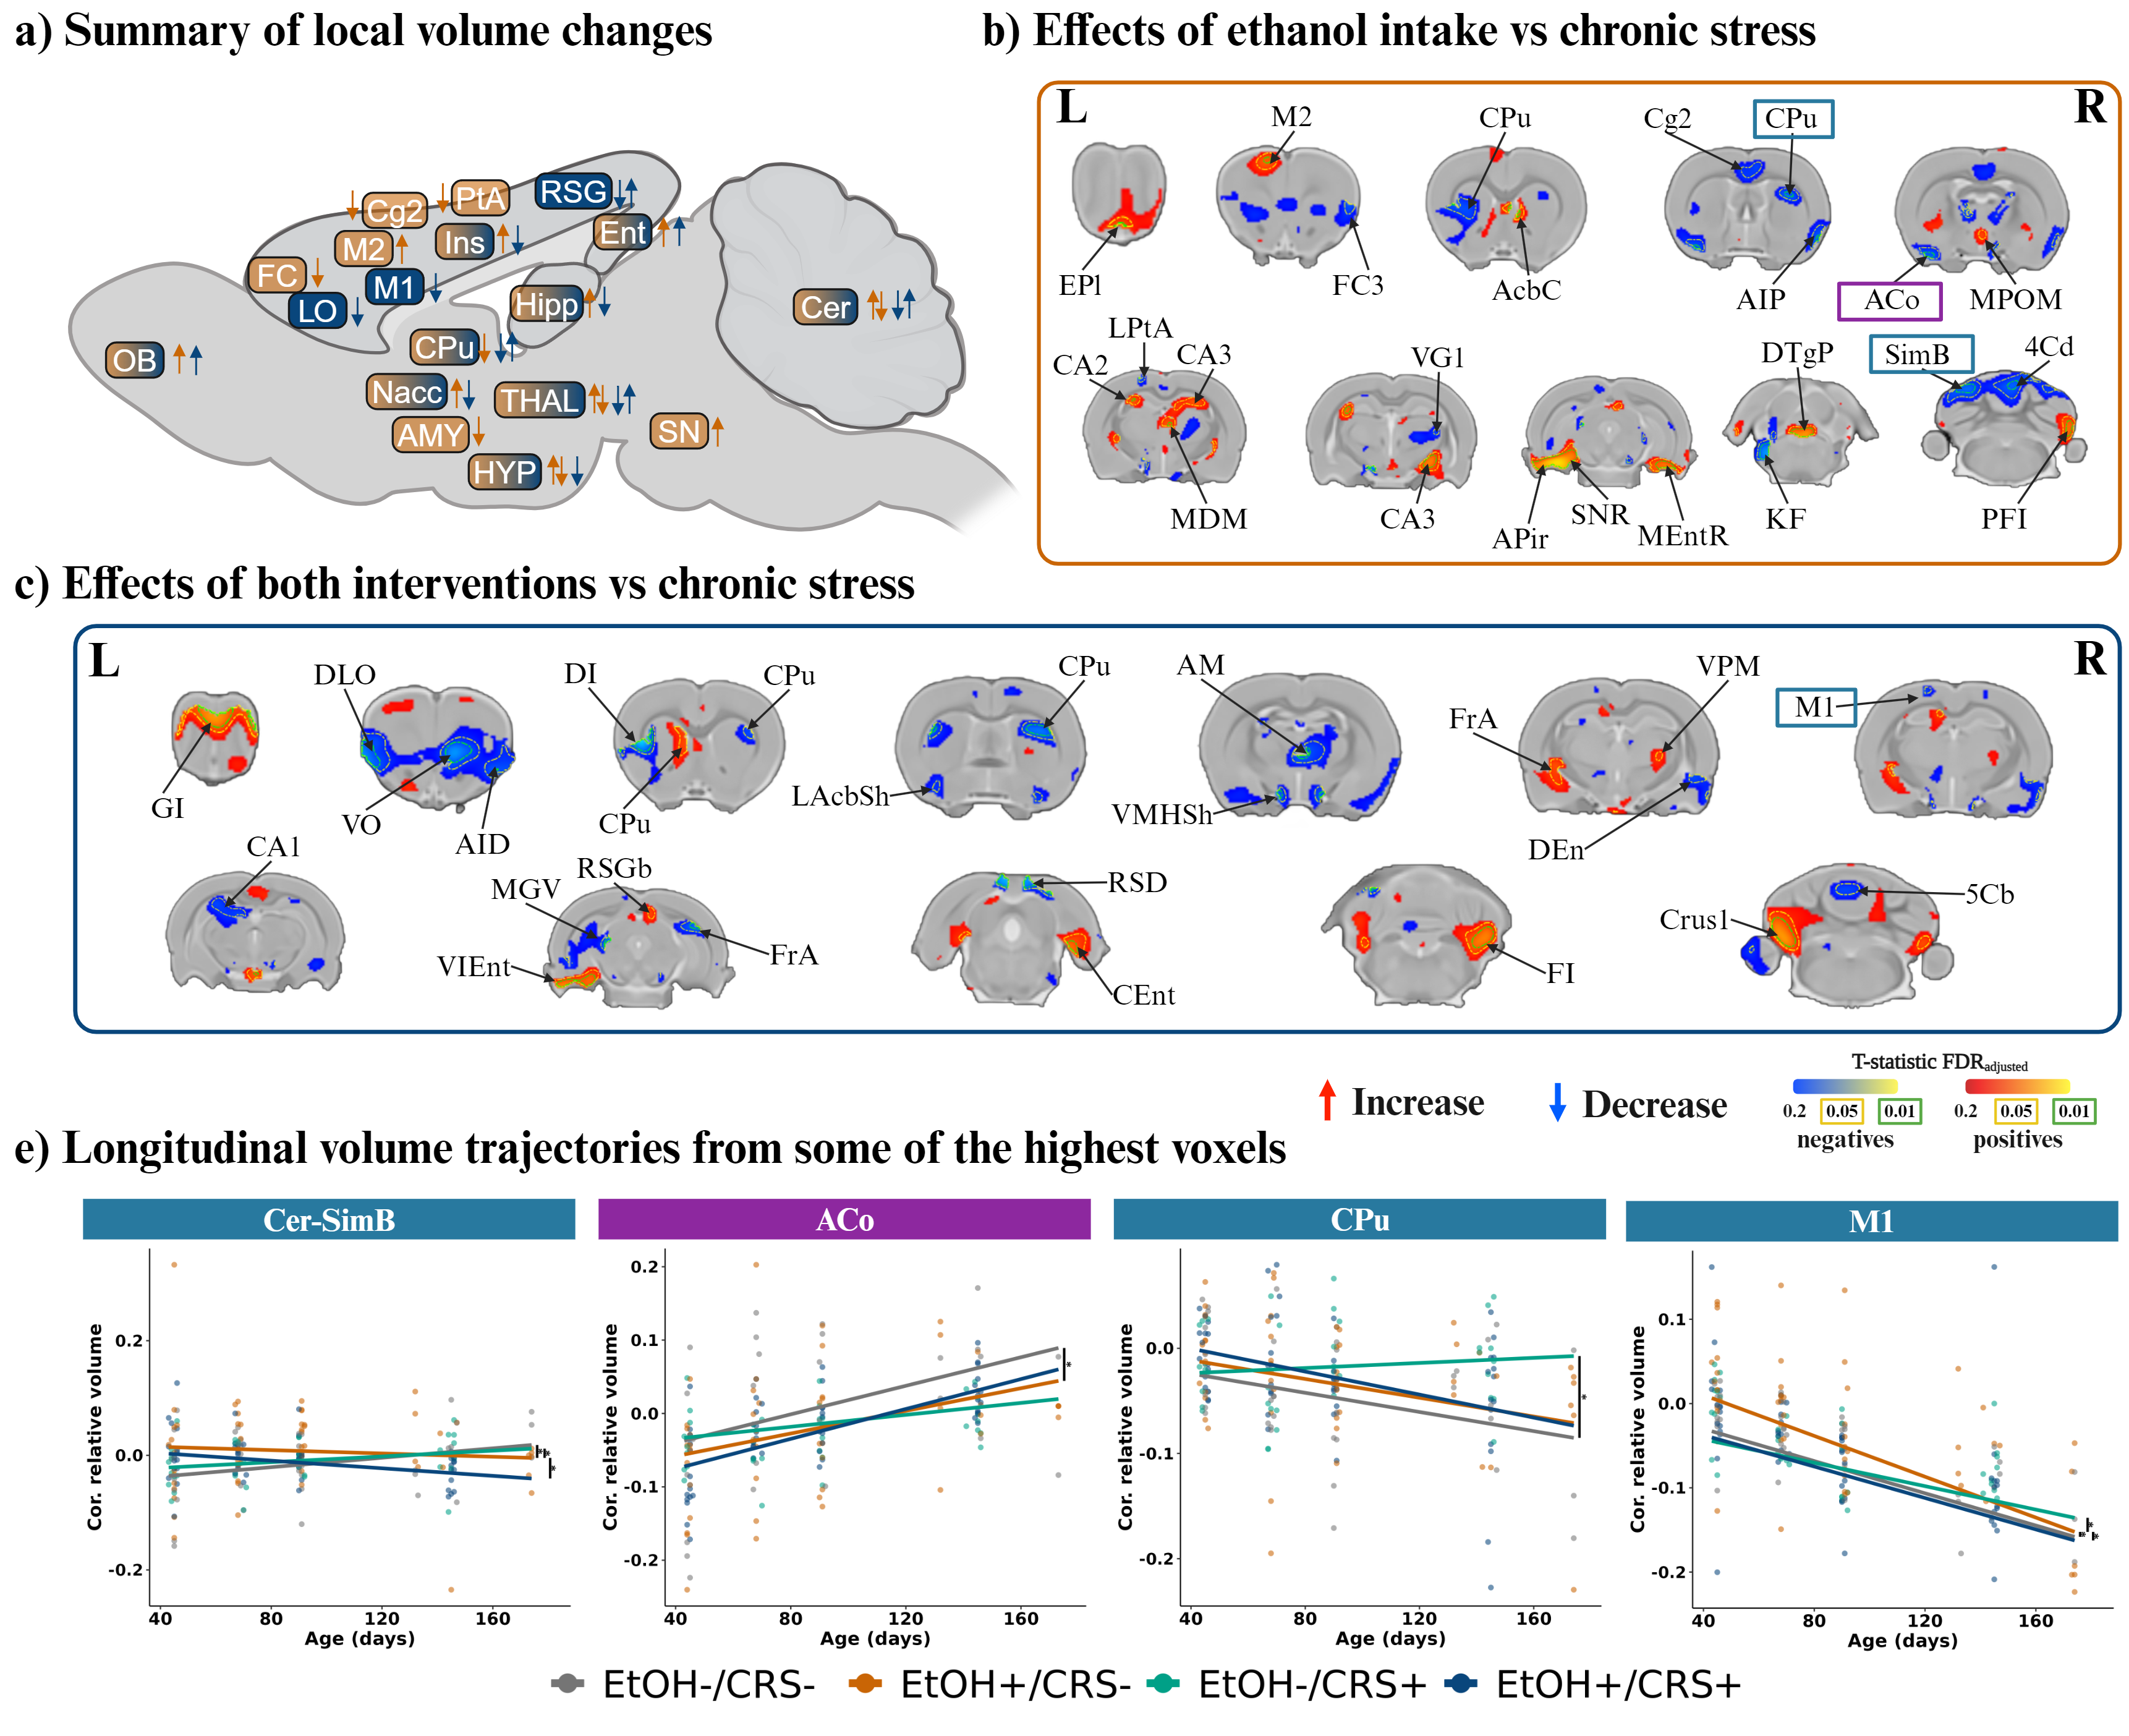 a) Summary of local volume changes
b) Effects of ethanol intake vs chronic stress
Cg2
PtA
RSG
M2
Ins
Ent
FC
M1
LO
Hipp
Cer
OB
CPu
Nacc
THAL
AMY
SN
HYP
L
R
M2
CPu
Cg2
CPu
EPl
FC3
AcbC
AIP
ACo
MPOM
LPtA
CA2
CA3
VG1
DTgP
SimB
4Cd
MDM
CA3
APir
SNR
MEntR
KF
PFI
c) Effects of both interventions vs chronic stress
L
R
DLO
DI
CPu
CPu
AM
VPM
FrA
M1
GI
VO
AID
CPu
LAcbSh
VMHSh
DEn
CA1
MGV
RSGb
VIEnt
FrA
RSD
CEnt
FI
Crus1
5Cb
Increase
Decrease
T-statistic FDRadjusted
0.2 0.05 0.01
negatives
0.2 0.05 0.01
positives
e) Longitudinal volume trajectories from some of the highest voxels
Cer-SimB
Cor. relative volume
0.2
0.0
-0.2
40 80 120 160
Age (days)
*
*
*
ACo
Cor. relative volume
0.2
0.1
0.0
-0.1
-0.2
40 80 120 160
Age (days)
*
CPu
Cor. relative volume
0.0
-0.1
-0.2
40 80 120 160
Age (days)
*
M1
Cor. relative volume
0.1
0.0
-0.1
-0.2
40 80 120 160
Age (days)
*
*
*
EtOH-/CRS- EtOH+/CRS- EtOH-/CRS+ EtOH+/CRS+